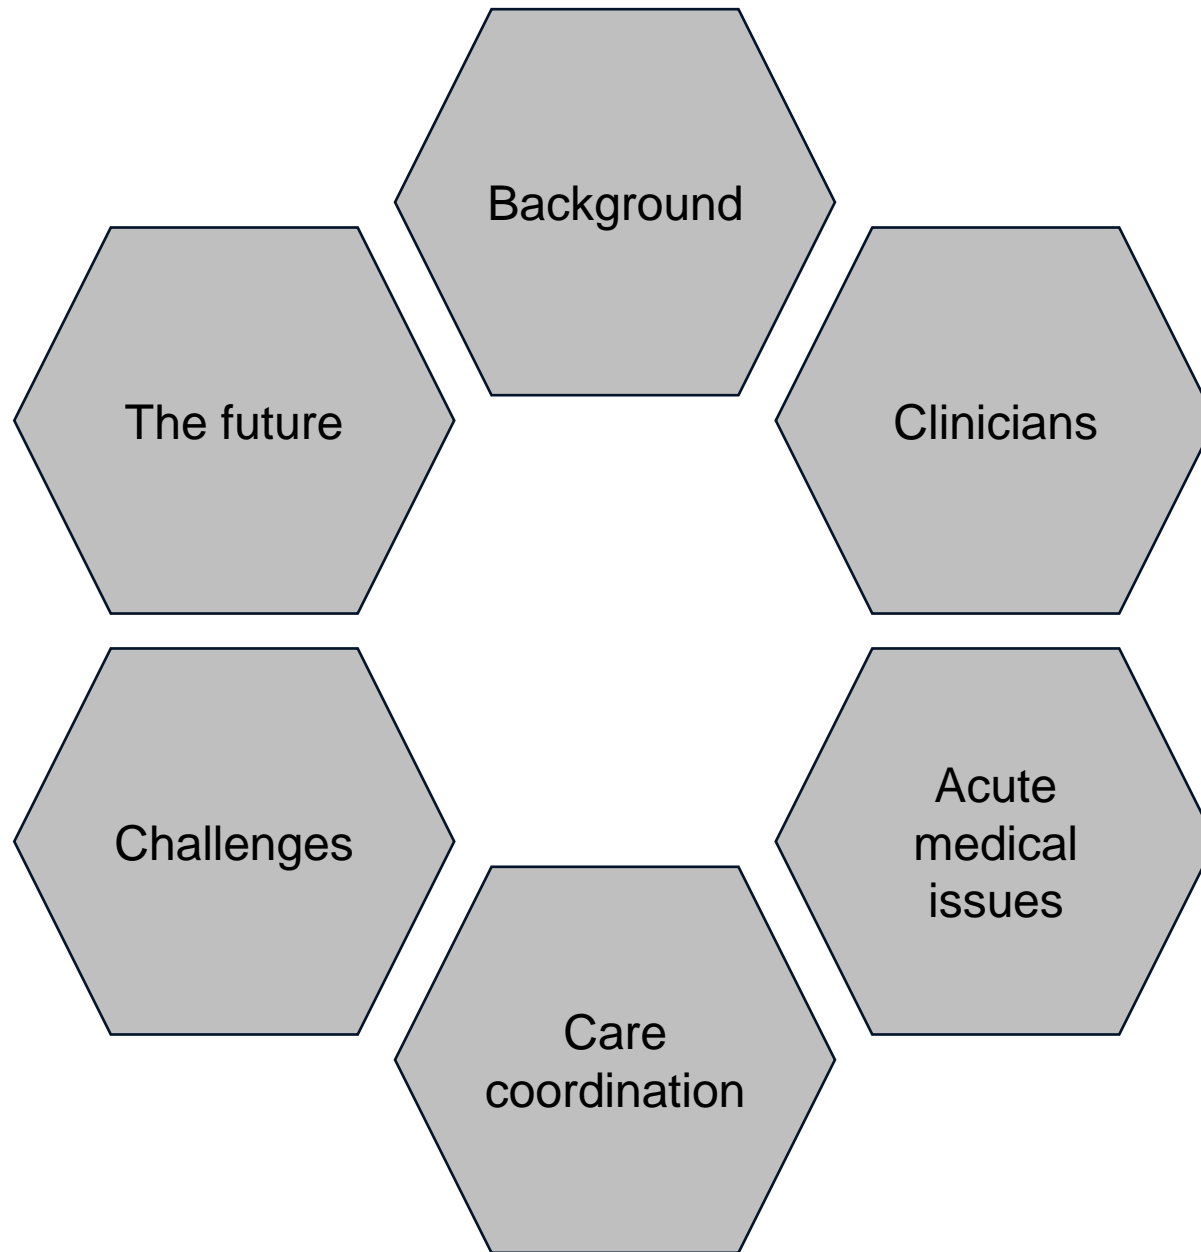 Background
Clinicians
Acute
medical
issues
Care
coordination
Challenges
The future